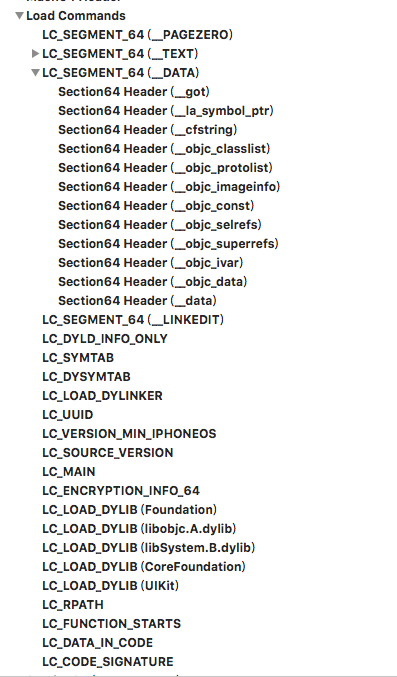 Load Commands
LC_SEGMENT_64 (__PAGEZERO)
LC_SEGMENT_64 (__TEXT)
LC_SEGMENT_64 (__DATA)
Section64 Header (__got)
Section64 Header (__la_symbol_ptr)
Section64 Header (__cfstring)
Section64 Header (__objc_classlist)
Section64 Header (__objc_protolist)
Section64 Header (__objc_imageinfo)
Section64 Header (__objc_const)
Section64 Header (__objc_selrefs)
Section64 Header (__objc_superrefs)
Section64 Header (__objc_ivar)
Section64 Header (__objc_data)
Section64 Header (__data)
LC_SEGMENT_64 (__LINKEDIT)
LC_DYLD_INFO_ONLY
LC_SYMTAB
LC_DYSYMTAB
LC_LOAD_DYLINKER
LC_UUID
LC_VERSION_MIN_IPHONEOS
LC_SOURCE_VERSION
LC_MAIN
LC_ENCRYPTION_INFO_64
LC_LOAD_DYLIB (Foundation)
LC_LOAD_DYLIB (libobjc.A.dylib)
LC_LOAD_DYLIB (libSystem.B.dylib)
LC_LOAD_DYLIB (CoreFoundation)
LC_LOAD_DYLIB (UIKit)
LC_RPATH
LC_FUNCTION_STARTS
LC_DATA_IN_CODE
LC_CODE_SIGNATURE